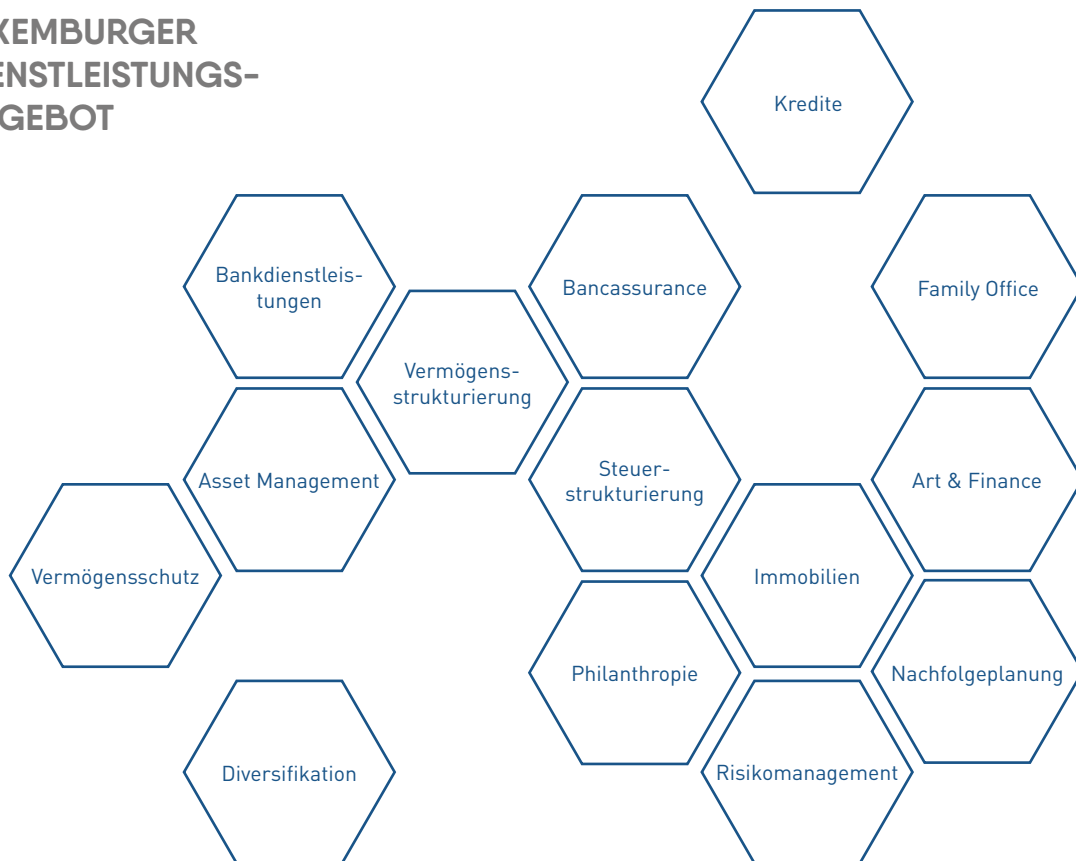 XEMBURGER
ENSTLEISTUNGS-
GEBOT
Kredite
Bankdienstleis-
tungen
Bancassurance
Family Office
Vermögens-
strukturierung
Asset Management
Steuer-
strukturierung
Art & Finance
Vermögensschutz
Immobilien
Philanthropie
Nachfolgeplanung
Diversifikation
Risikomanagement